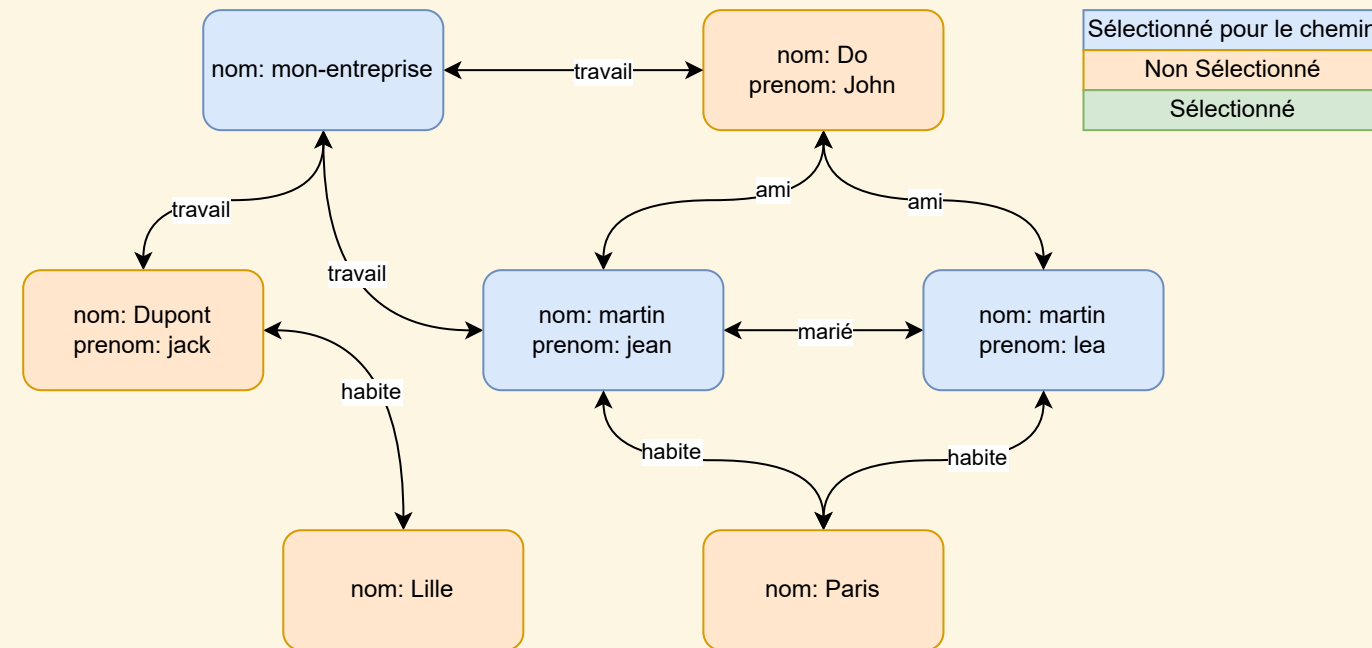 nom: mon-entreprise
travail
nom: Do
prenom: John
Sélectionné pour le chemin
Non Sélectionné
Sélectionné
travail
travail
ami
ami
nom: Dupont
prenom: jack
nom: martin
prenom: jean
marié
nom: martin
prenom: lea
habite
habite
habite
nom: Lille
nom: Paris